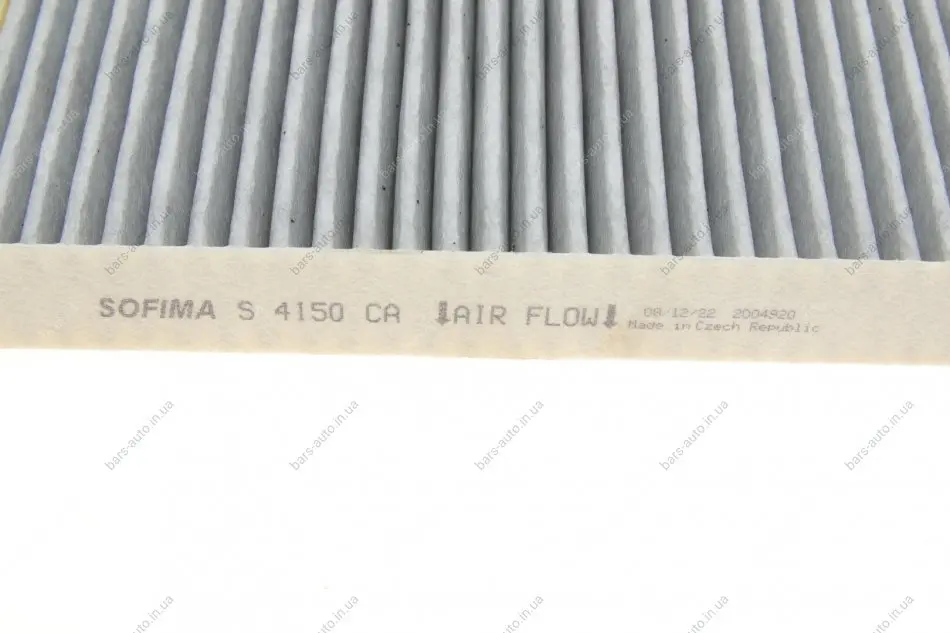 SOFIMA S 4150 CA ↓AIR FLOW↓ 08/12/22 2004920
Made in Czech Republic
bars-auto.in.ua